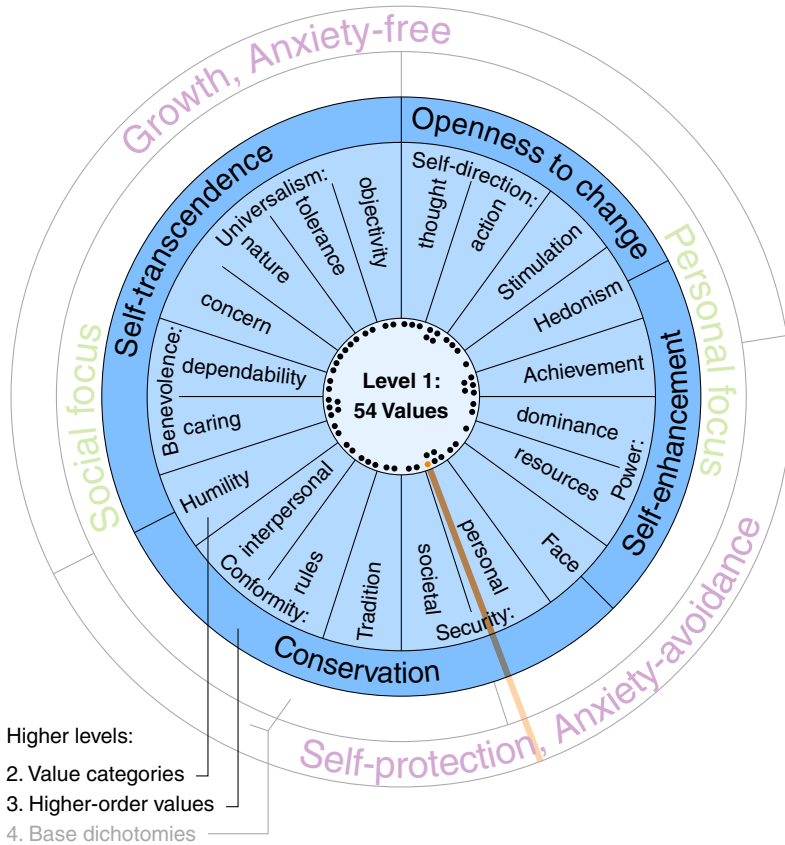 Growth, Anxiety-free
Social focus
Personal focus
Self-protection, Anxiety-avoidance
Self-transcendence
Openness to change
Self-enhancement
Conservation
Self-direction:
thought
action
Stimulation
Hedonism
Achievement
Power:
dominance
resources
Face
Security:
personal
societal
Tradition
Conformity:
rules
interpersonal
Humility
Benevolence:
caring
dependability
Universalism:
concern
nature
tolerance
objectivity
Level 1:
54 Values
Higher levels:
2. Value categories
3. Higher-order values
4. Base dichotomies